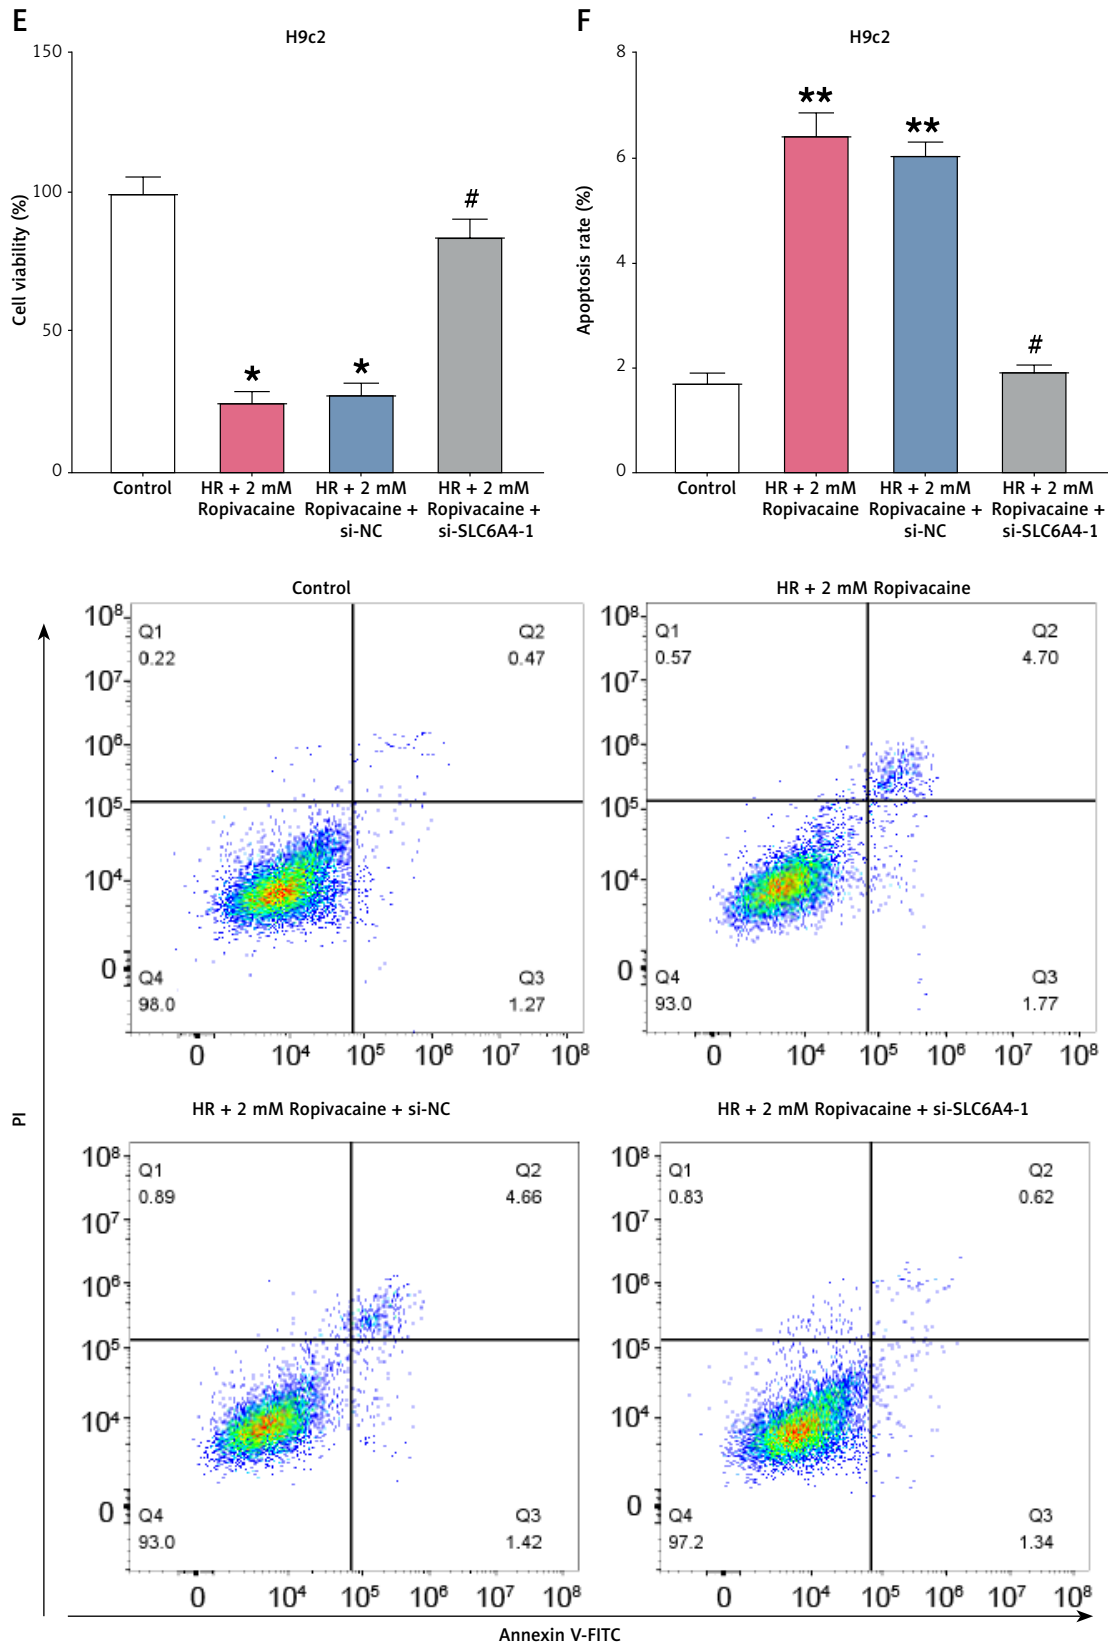 E
H9c2
150
100
50
0
Cell viability (%)
*
*
#
Control
HR + 2 mM
Ropivacaine
HR + 2 mM
Ropivacaine +
si-NC
HR + 2 mM
Ropivacaine +
si-SLC6A4-1
F
H9c2
8
6
4
2
0
Apoptosis rate (%)
**
**
#
Control
HR + 2 mM
Ropivacaine
HR + 2 mM
Ropivacaine +
si-NC
HR + 2 mM
Ropivacaine +
si-SLC6A4-1
Control
10⁸
10⁷
10⁶
10⁵
10⁴
0
Q1
0.22
Q2
0.47
Q4
98.0
Q3
1.27
0 10⁴ 10⁵ 10⁶ 10⁷ 10⁸
HR + 2 mM Ropivacaine
10⁸
10⁷
10⁶
10⁵
10⁴
0
Q1
0.57
Q2
4.70
Q4
93.0
Q3
1.77
0 10⁴ 10⁵ 10⁶ 10⁷ 10⁸
HR + 2 mM Ropivacaine + si-NC
10⁸
10⁷
10⁶
10⁵
10⁴
0
Q1
0.89
Q2
4.66
Q4
93.0
Q3
1.42
0 10⁴ 10⁵ 10⁶ 10⁷ 10⁸
HR + 2 mM Ropivacaine + si-SLC6A4-1
10⁸
10⁷
10⁶
10⁵
10⁴
0
Q1
0.83
Q2
0.62
Q4
97.2
Q3
1.34
0 10⁴ 10⁵ 10⁶ 10⁷ 10⁸
PI
Annexin V-FITC